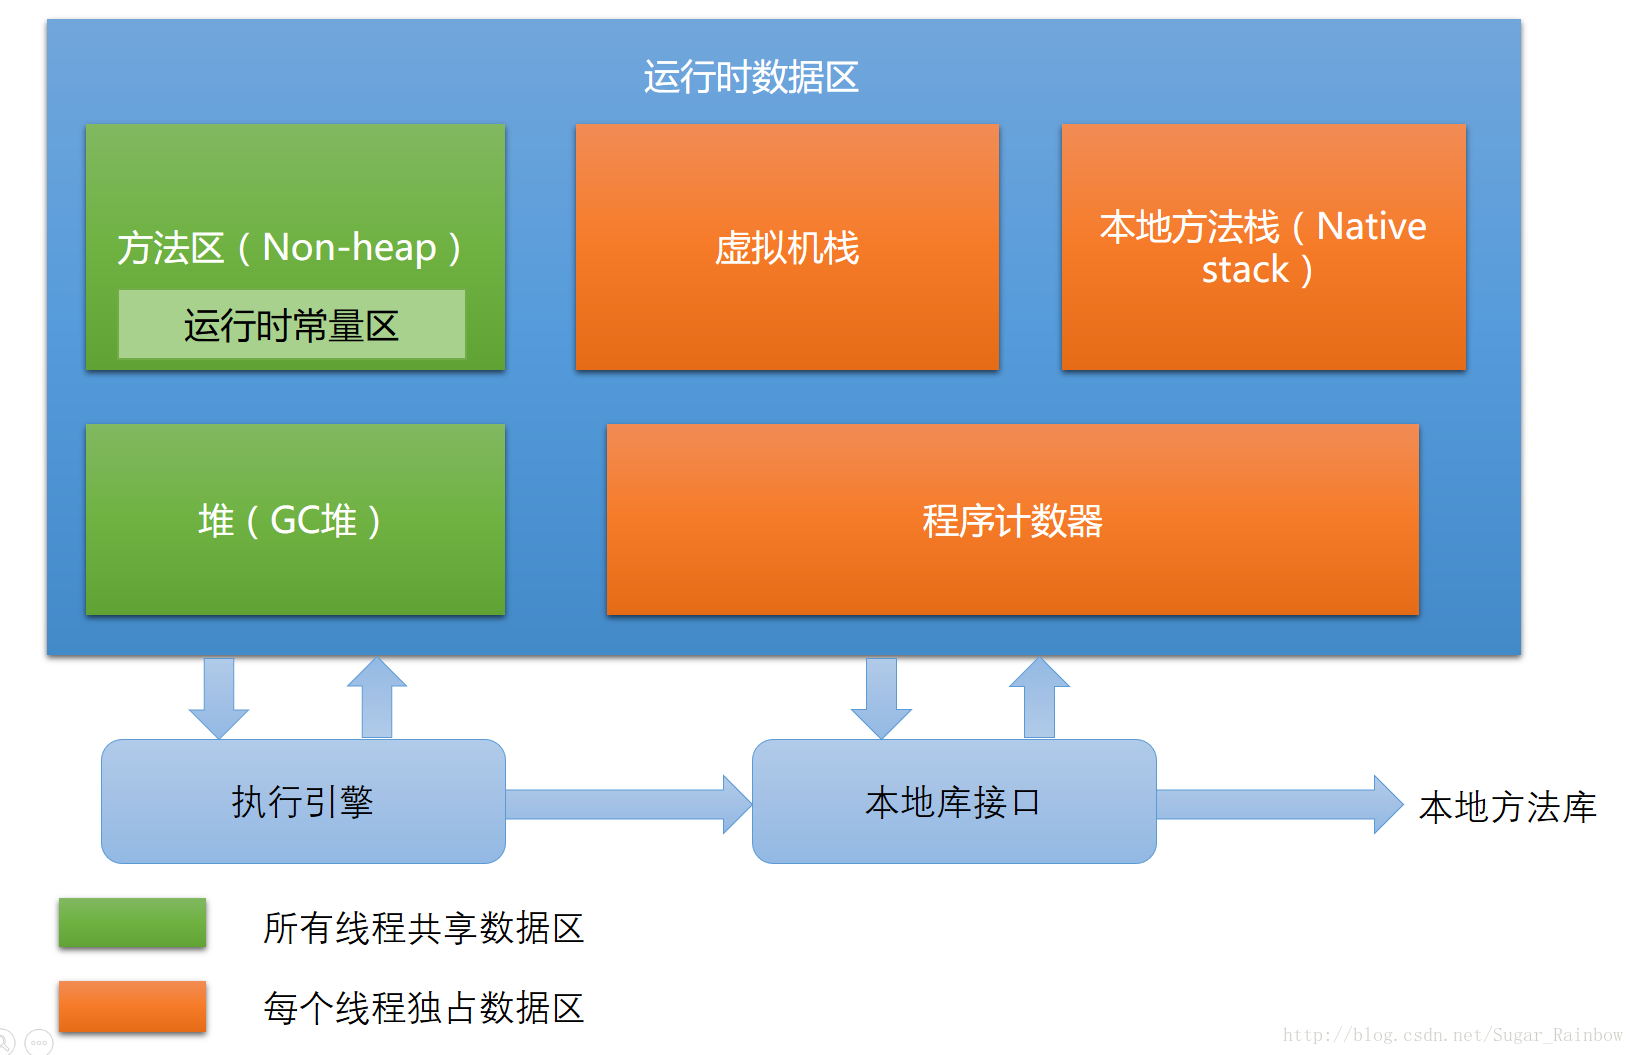 运行时数据区
方法区（Non-heap）
运行时常量区
虚拟机栈
本地方法栈（Native
stack）
堆（GC堆）
程序计数器
执行引擎
本地库接口
本地方法库
所有线程共享数据区
每个线程独占数据区
http://blog.csdn.net/Sugar_Rainbow